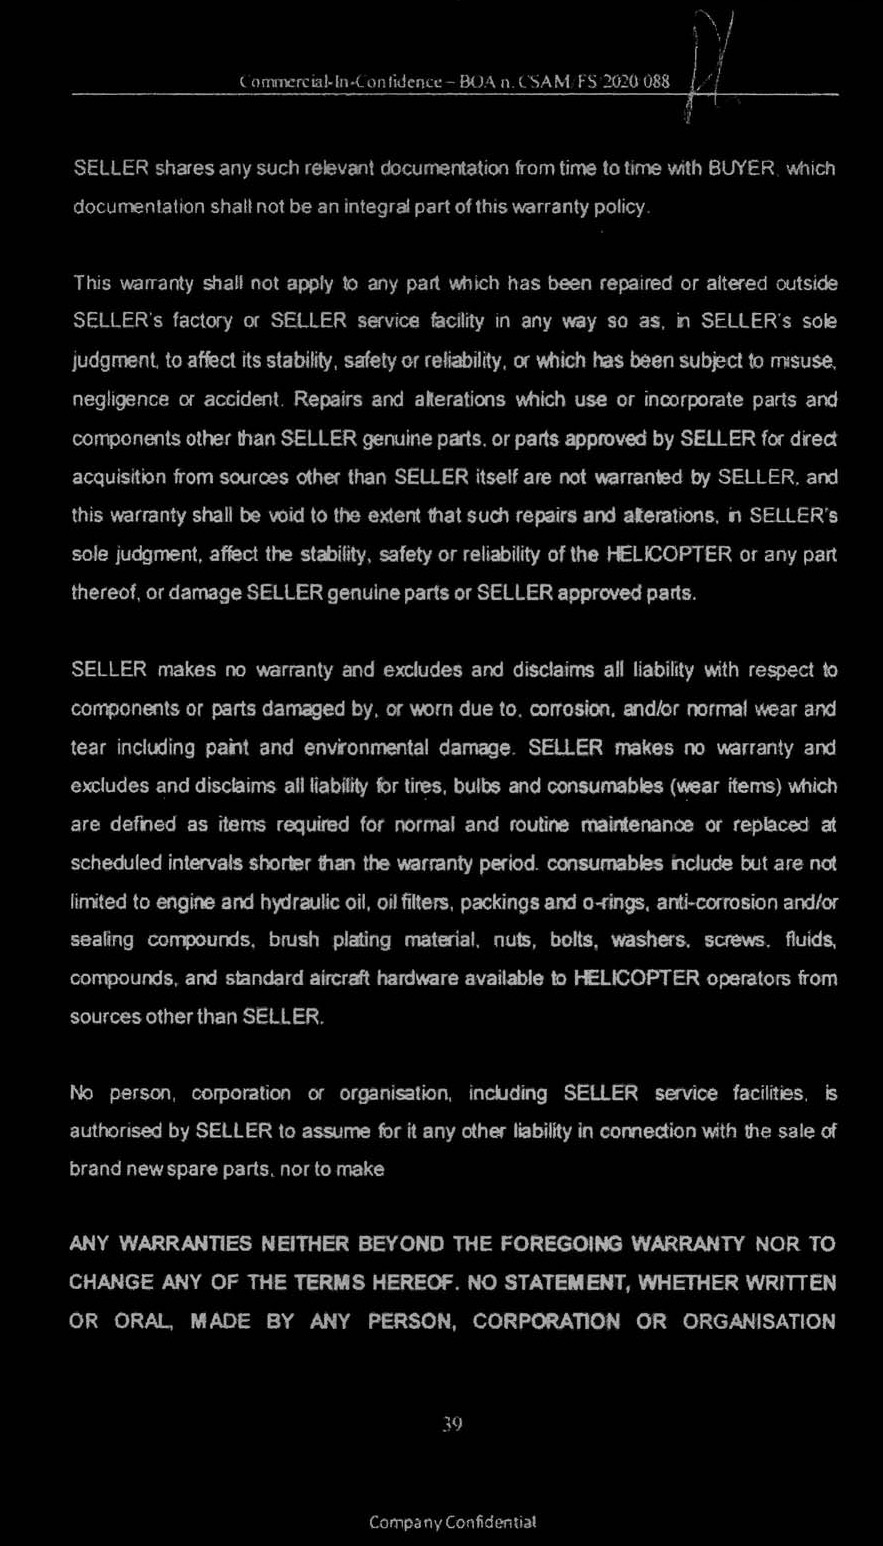 Commercial-In-Confidence – BOA n. CSAM/FS/2020/088
SELLER shares any such relevant documentation from time to time with BUYER, which
documentation shall not be an integral part of this warranty policy.
This warranty shall not apply to any part which has been repaired or altered outside
SELLER's factory or SELLER service facility in any way so as, in SELLER's sole
judgment, to affect its stability, safety or reliability, or which has been subject to misuse,
negligence or accident. Repairs and alterations which use or incorporate parts and
components other than SELLER genuine parts, or parts approved by SELLER for direct
acquisition from sources other than SELLER itself are not warranted by SELLER, and
this warranty shall be void to the extent that such repairs and alterations, in SELLER's
sole judgment, affect the stability, safety or reliability of the HELICOPTER or any part
thereof, or damage SELLER genuine parts or SELLER approved parts.
SELLER makes no warranty and excludes and disclaims all liability with respect to
components or parts damaged by, or worn due to, corrosion, and/or normal wear and
tear including paint and environmental damage. SELLER makes no warranty and
excludes and disclaims all liability for tires, bulbs and consumables (wear items) which
are defined as items required for normal and routine maintenance or replaced at
scheduled intervals shorter than the warranty period. consumables include but are not
limited to engine and hydraulic oil, oil filters, packings and o-rings, anti-corrosion and/or
sealing compounds, brush plating material, nuts, bolts, washers, screws, fluids,
compounds, and standard aircraft hardware available to HELICOPTER operators from
sources other than SELLER.
No person, corporation or organisation, including SELLER service facilities, is
authorised by SELLER to assume for it any other liability in connection with the sale of
brand new spare parts, nor to make
ANY WARRANTIES NEITHER BEYOND THE FOREGOING WARRANTY NOR TO
CHANGE ANY OF THE TERMS HEREOF. NO STATEMENT, WHETHER WRITTEN
OR ORAL, MADE BY ANY PERSON, CORPORATION OR ORGANISATION
39
Company Confidential